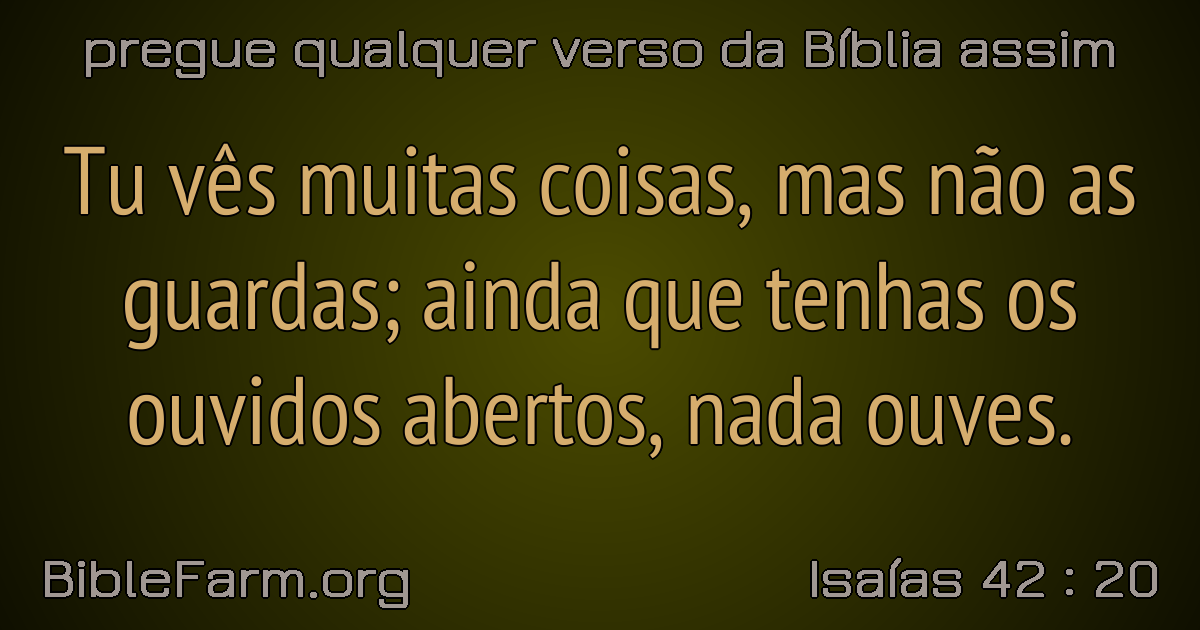 pregue qualquer verso da Bíblia assim
Tu vês muitas coisas, mas não as
guardas; ainda que tenhas os
ouvidos abertos, nada ouves.
BibleFarm.org
Isaías 42 : 20